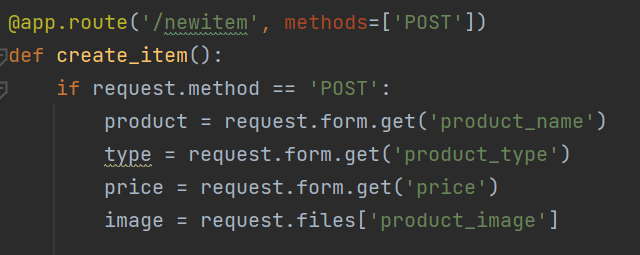 @app.route('/newitem', methods=['POST'])
def create_item():
    if request.method == 'POST':
        product = request.form.get('product_name')
        type = request.form.get('product_type')
        price = request.form.get('price')
        image = request.files['product_image']